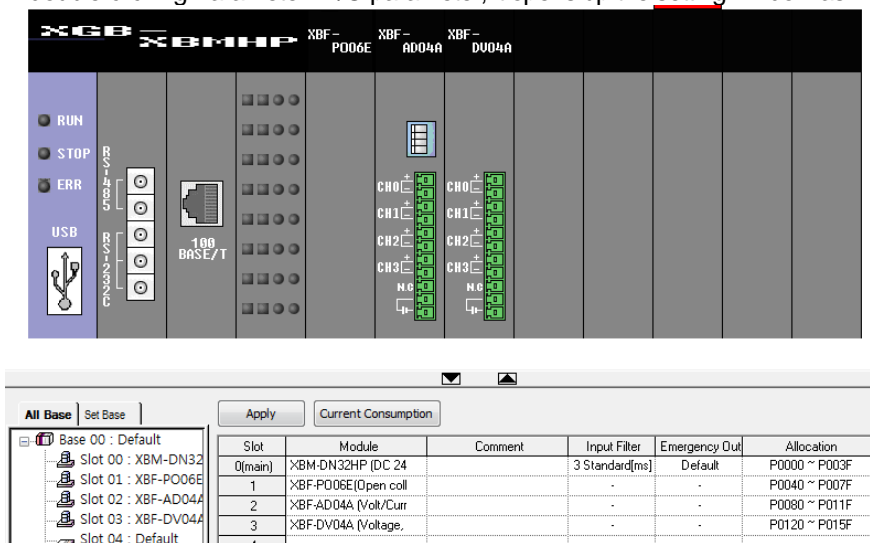 XGB-XBMHP
XBF-PO06E
XBF-AD04A
XBF-DV04A
RUN
STOP
ERR
USB
RS-485
RS-232C
100
BASE/T
CH0 + -
CH1 + -
CH2 + -
CH3 + -
N.C
CH0 + -
CH1 + -
CH2 + -
CH3 + -
N.C
All Base Set Base Apply Current Consumption
Base 00 : Default
Slot 00 : XBM-DN32
Slot 01 : XBF-PO06E
Slot 02 : XBF-AD04A
Slot 03 : XBF-DV04A
Slot 04 : Default
Slot Module Comment Input Filter Emergency Out Allocation
0(main) XBM-DN32HP (DC 24 3 Standard[ms] Default P0000 ~ P003F
1 XBF-PO06E(Open coll - - P0040 ~ P007F
2 XBF-AD04A (Volt/Curr - - P0080 ~ P011F
3 XBF-DV04A (Voltage, - - P0120 ~ P015F